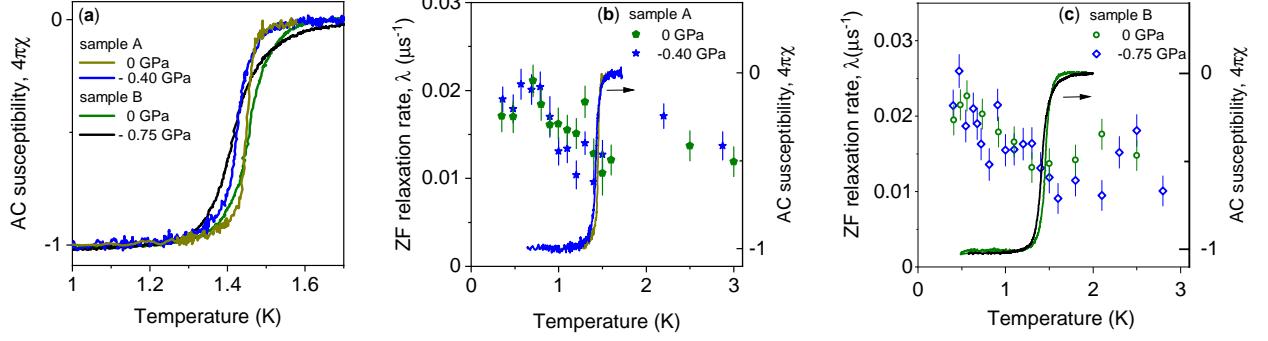 (a)
0
-1
AC susceptibility, 4πχ
sample A
0 GPa
- 0.40 GPa
sample B
0 GPa
- 0.75 GPa
1
1.2
1.4
1.6
Temperature (K)
(b)
sample A
0 GPa
-0.40 GPa
0.03
0.02
0.01
0
ZF relaxation rate, λ (μs⁻¹)
0
-1
AC susceptibility, 4πχ
0
1
2
3
Temperature (K)
(c)
sample B
0 GPa
-0.75 GPa
0.03
0.02
0.01
0
ZF relaxation rate, λ(μs⁻¹)
0
-1
AC susceptibility, 4πχ
0
1
2
3
Temperature (K)